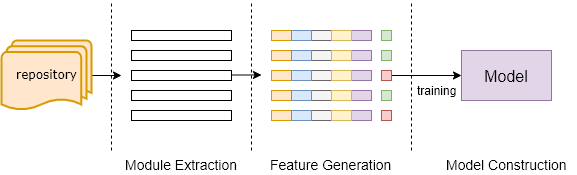 repository
Model
training
Module Extraction
Feature Generation
Model Construction